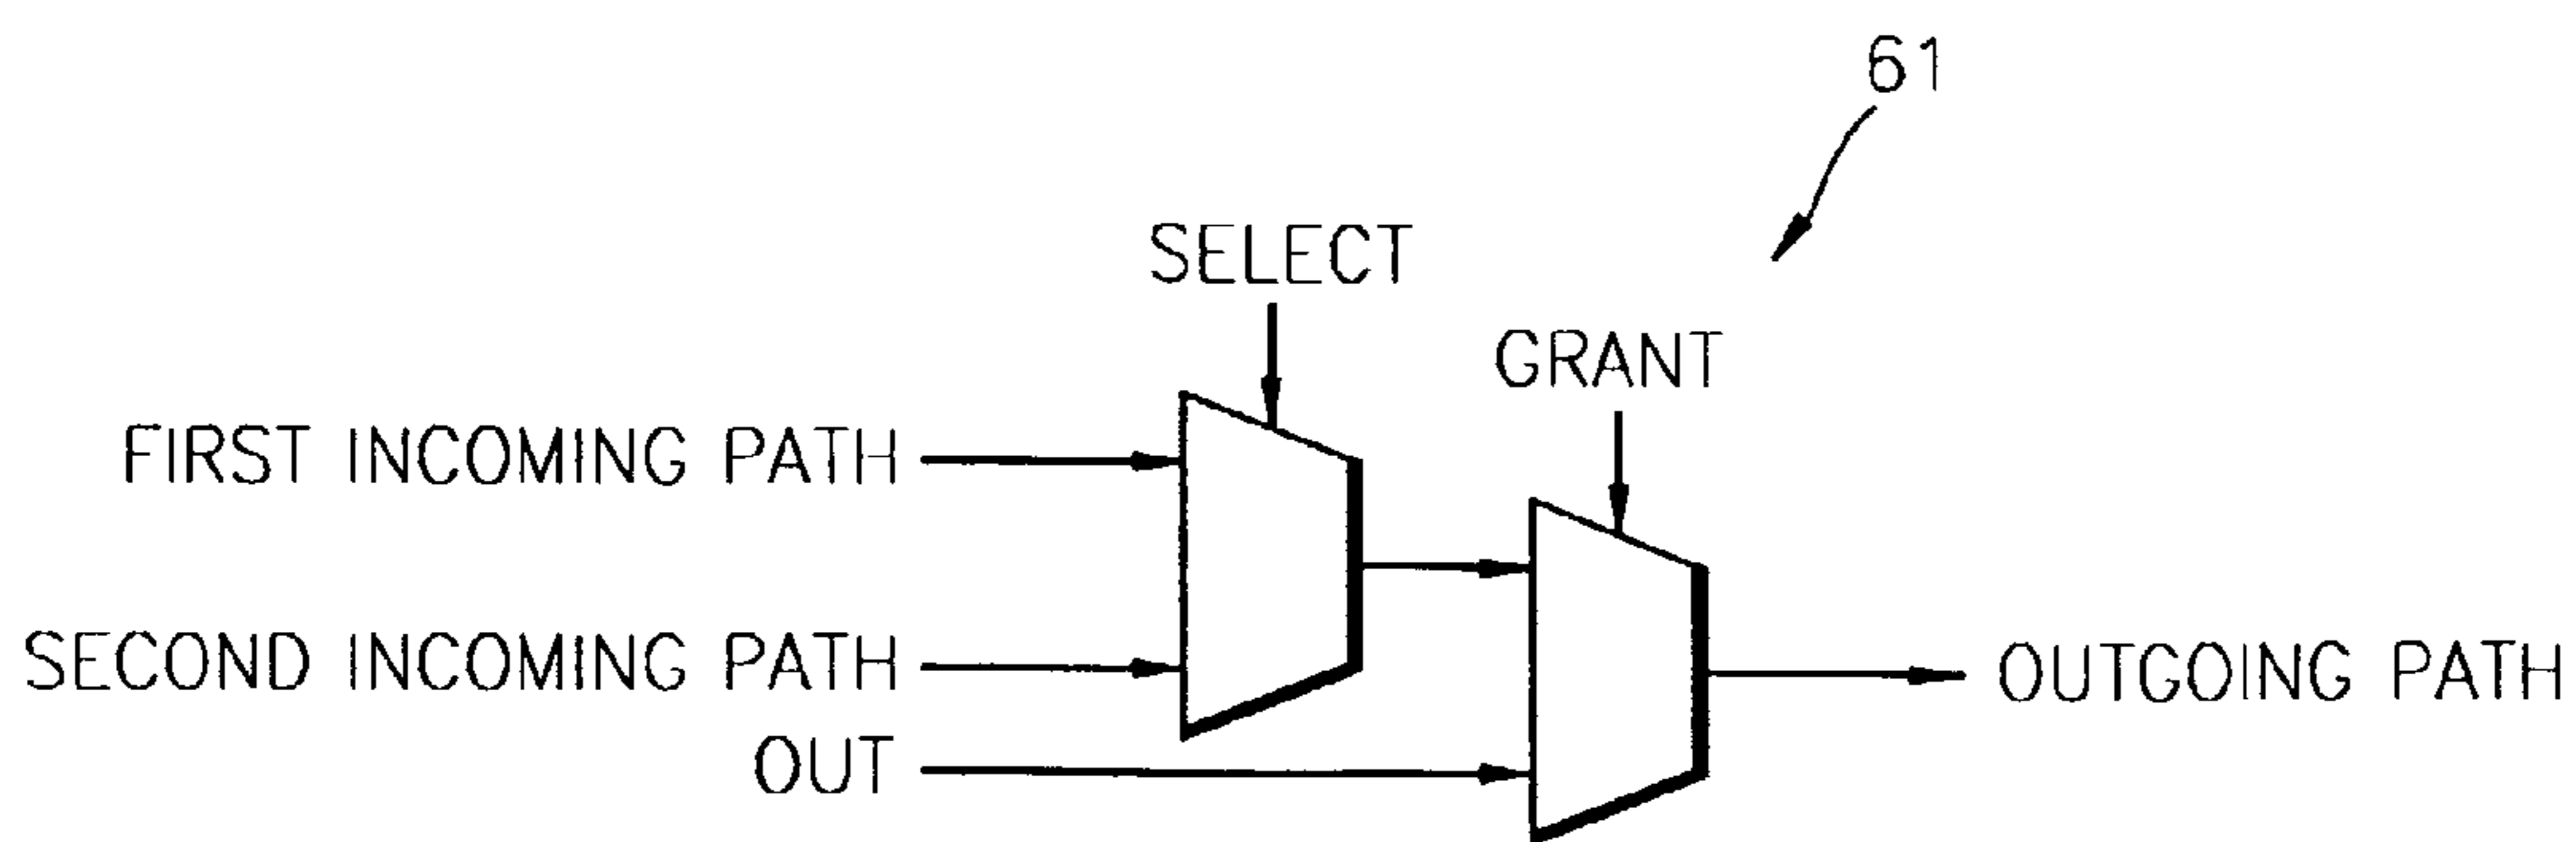 61
SELECT
GRANT
FIRST INCOMING PATH
SECOND INCOMING PATH
OUTGOING PATH
OUT